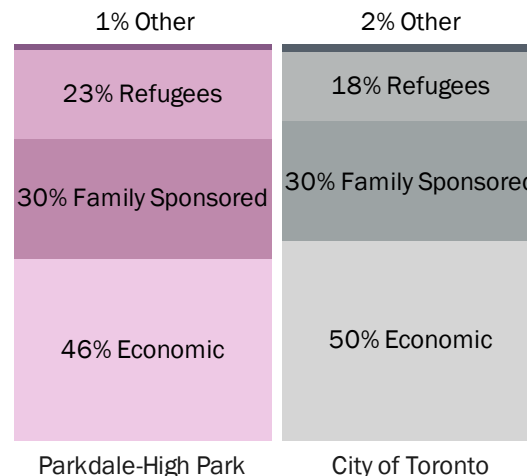 1% Other
23% Refugees
30% Family Sponsored
46% Economic
Parkdale-High Park
2% Other
18% Refugees
30% Family Sponsored
50% Economic
City of Toronto